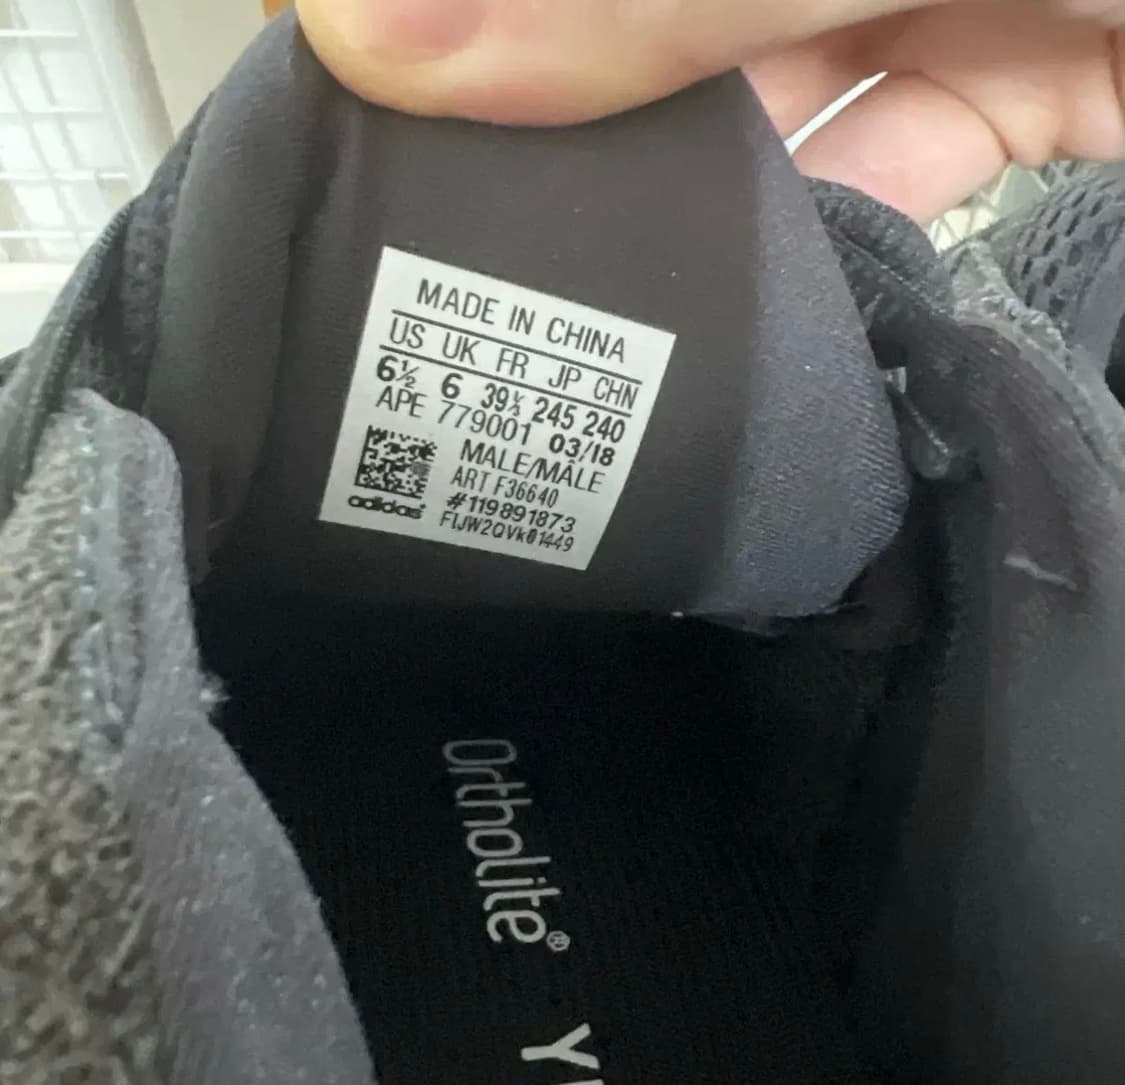 MADE IN CHINA
US UK FR JP CHN
6½ 6 39⅓ 245 240
APE 779001 03/18
MALE/MÂLE
ART F36640
#119891873
FIJW2QVk01449
adidas
Ortholite®
Y